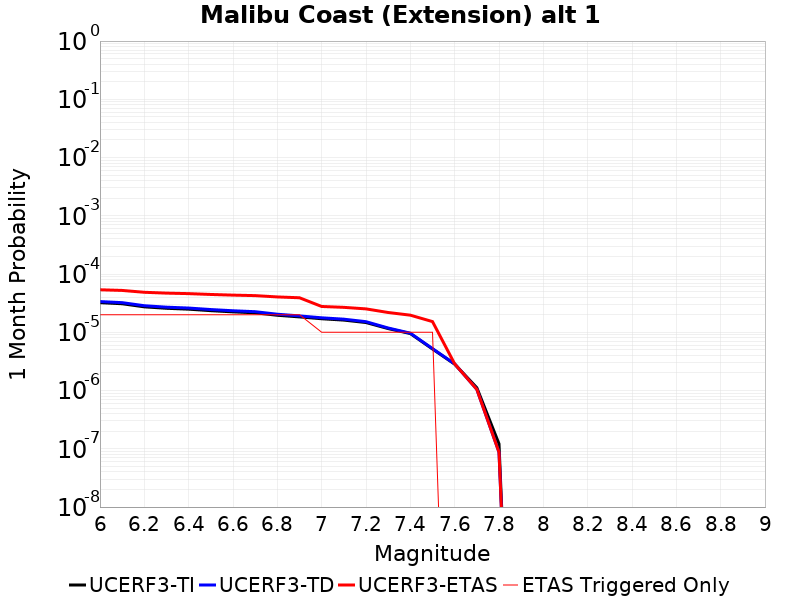 Malibu Coast (Extension) alt 1
1 Month Probability
10^0
10^-1
10^-2
10^-3
10^-4
10^-5
10^-6
10^-7
10^-8
6 6.2 6.4 6.6 6.8 7 7.2 7.4 7.6 7.8 8 8.2 8.4 8.6 8.8 9
Magnitude
UCERF3-TI UCERF3-TD UCERF3-ETAS ETAS Triggered Only